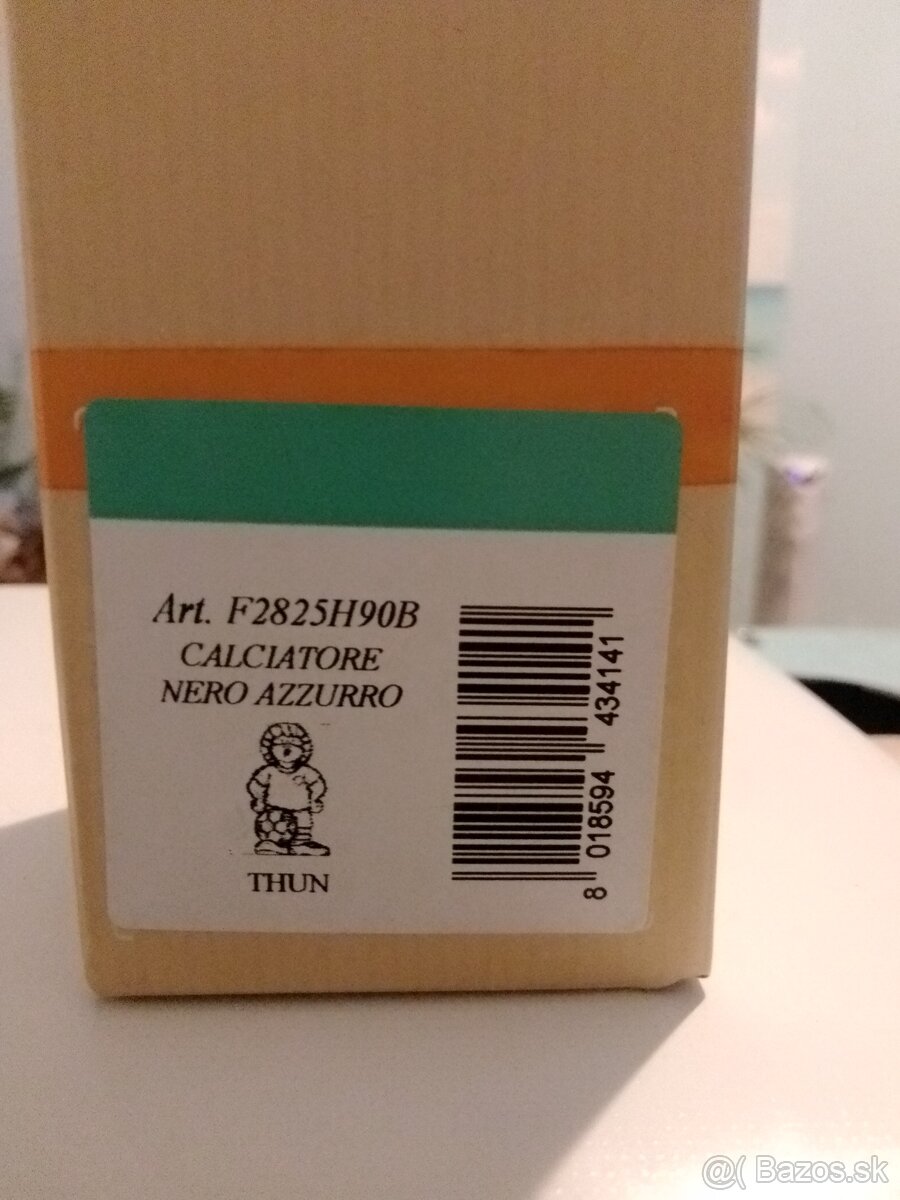 Art. F2825H90B
CALCIATORE
NERO AZZURRO
THUN
8 018594 434141
@( Bazos.sk